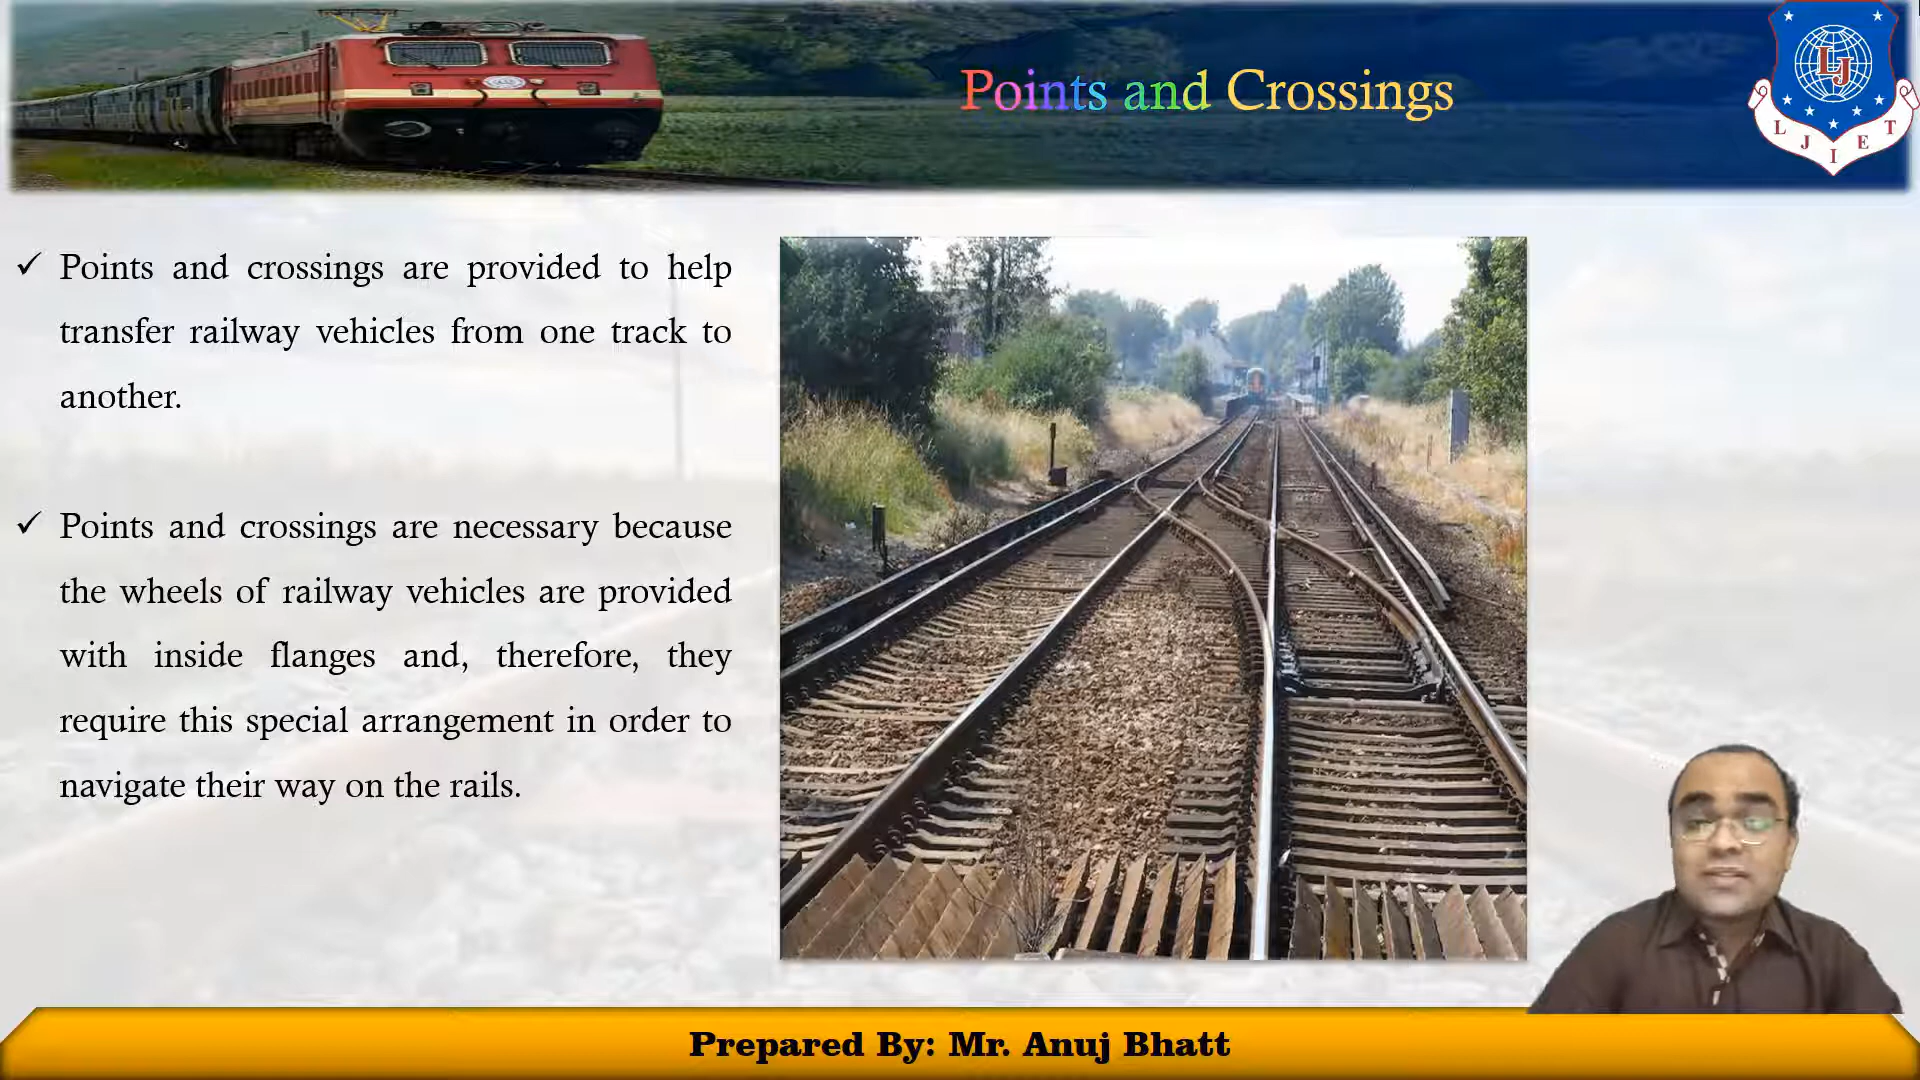 Points and Crossings
LJ
L J I E T
Points and crossings are provided to help
transfer railway vehicles from one track to
another.
Points and crossings are necessary because
the wheels of railway vehicles are provided
with inside flanges and, therefore, they
require this special arrangement in order to
navigate their way on the rails.
Prepared By: Mr. Anuj Bhatt